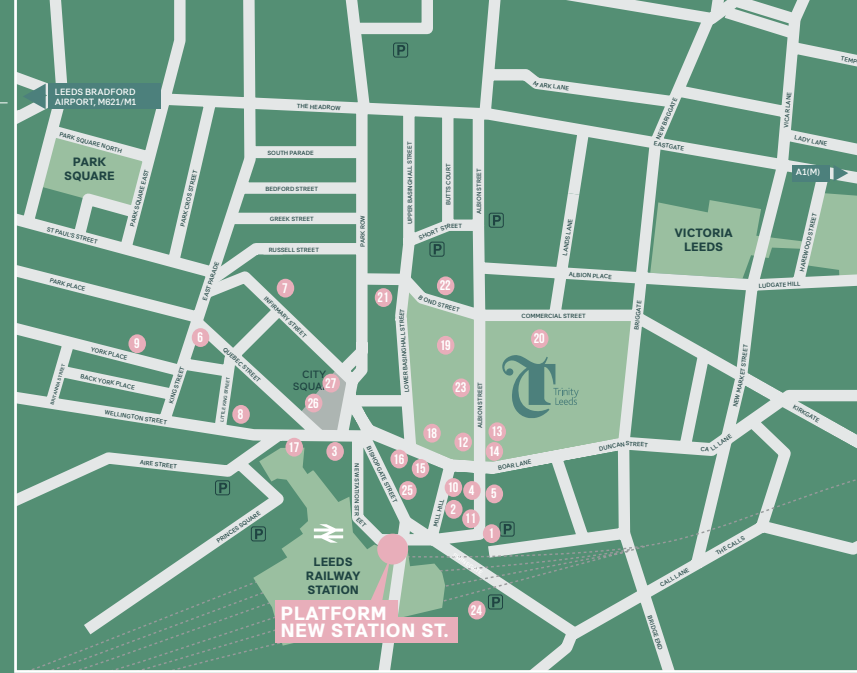 P
LEEDS BRADFORD
AIRPORT, M621/M1
THE HEADROW
PARK LANE
NEW BRIGGATE
VICAR LANE
EASTGATE
LADY LANE
A1(M)
PARK SQUARE NORTH
PARK
SQUARE
PARK SQUARE EAST
PARK CROS STREET
SOUTH PARADE
BEDFORD STREET
GREEK STREET
RUSSELL STREET
PARK ROW
UPPER BASINGHALL STREET
BUTTS COURT
ALBION STREET
SHORT STREET
P
P
LANDS LANE
VICTORIA
LEEDS
HAREWOOD STREET
ST PAUL'S STREET
EAST PARADE
PARK PLACE
ALBION PLACE
LUDGATE HILL
7
21
22
BOND STREET
COMMERCIAL STREET
BRIGGATE
INFIRMARY STREET
6
9
YORK PLACE
QUEBEC STREET
LOWER BASINGHALL STREET
19
20
BACK YORK PLACE
KING STREET
LITTLE KING STREET
CITY
SQUARE
27
26
23
ALBION STREET
T
Trinity
Leeds
NEW MARKET STREET
KIRKGATE
WELLINGTON STREET
8
17
3
18
12
13
14
BOAR LANE
DUNCAN STREET
CALL LANE
AIRE STREET
P
NEW STATION STREET
BISHOPGATE STREET
16
15
25
10
4
5
2
11
MILL HILL
1
P
PRINCES SQUARE
P
LEEDS
RAILWAY
STATION
THE CALLS
CALL LANE
24
P
BRIDGE END
PLATFORM
NEW STATION ST.